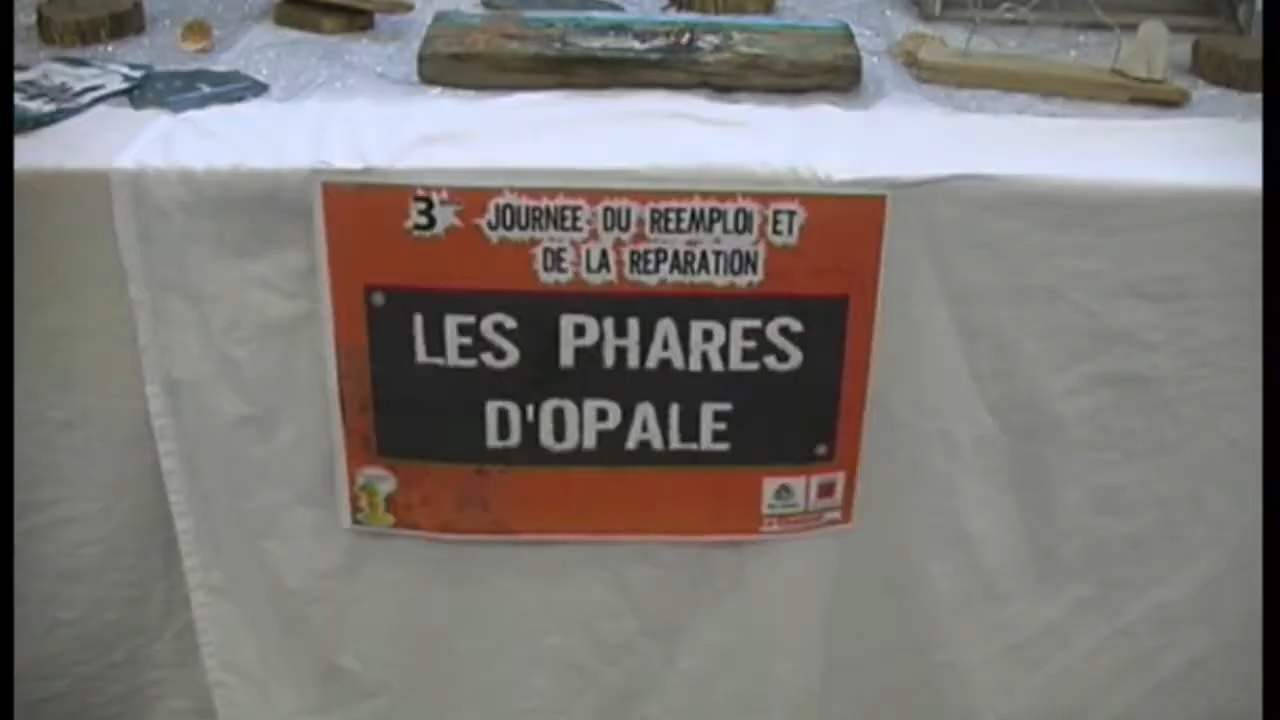 3ᵉ JOURNEE DU REEMPLOI ET
DE LA REPARATION
LES PHARES
D'OPALE